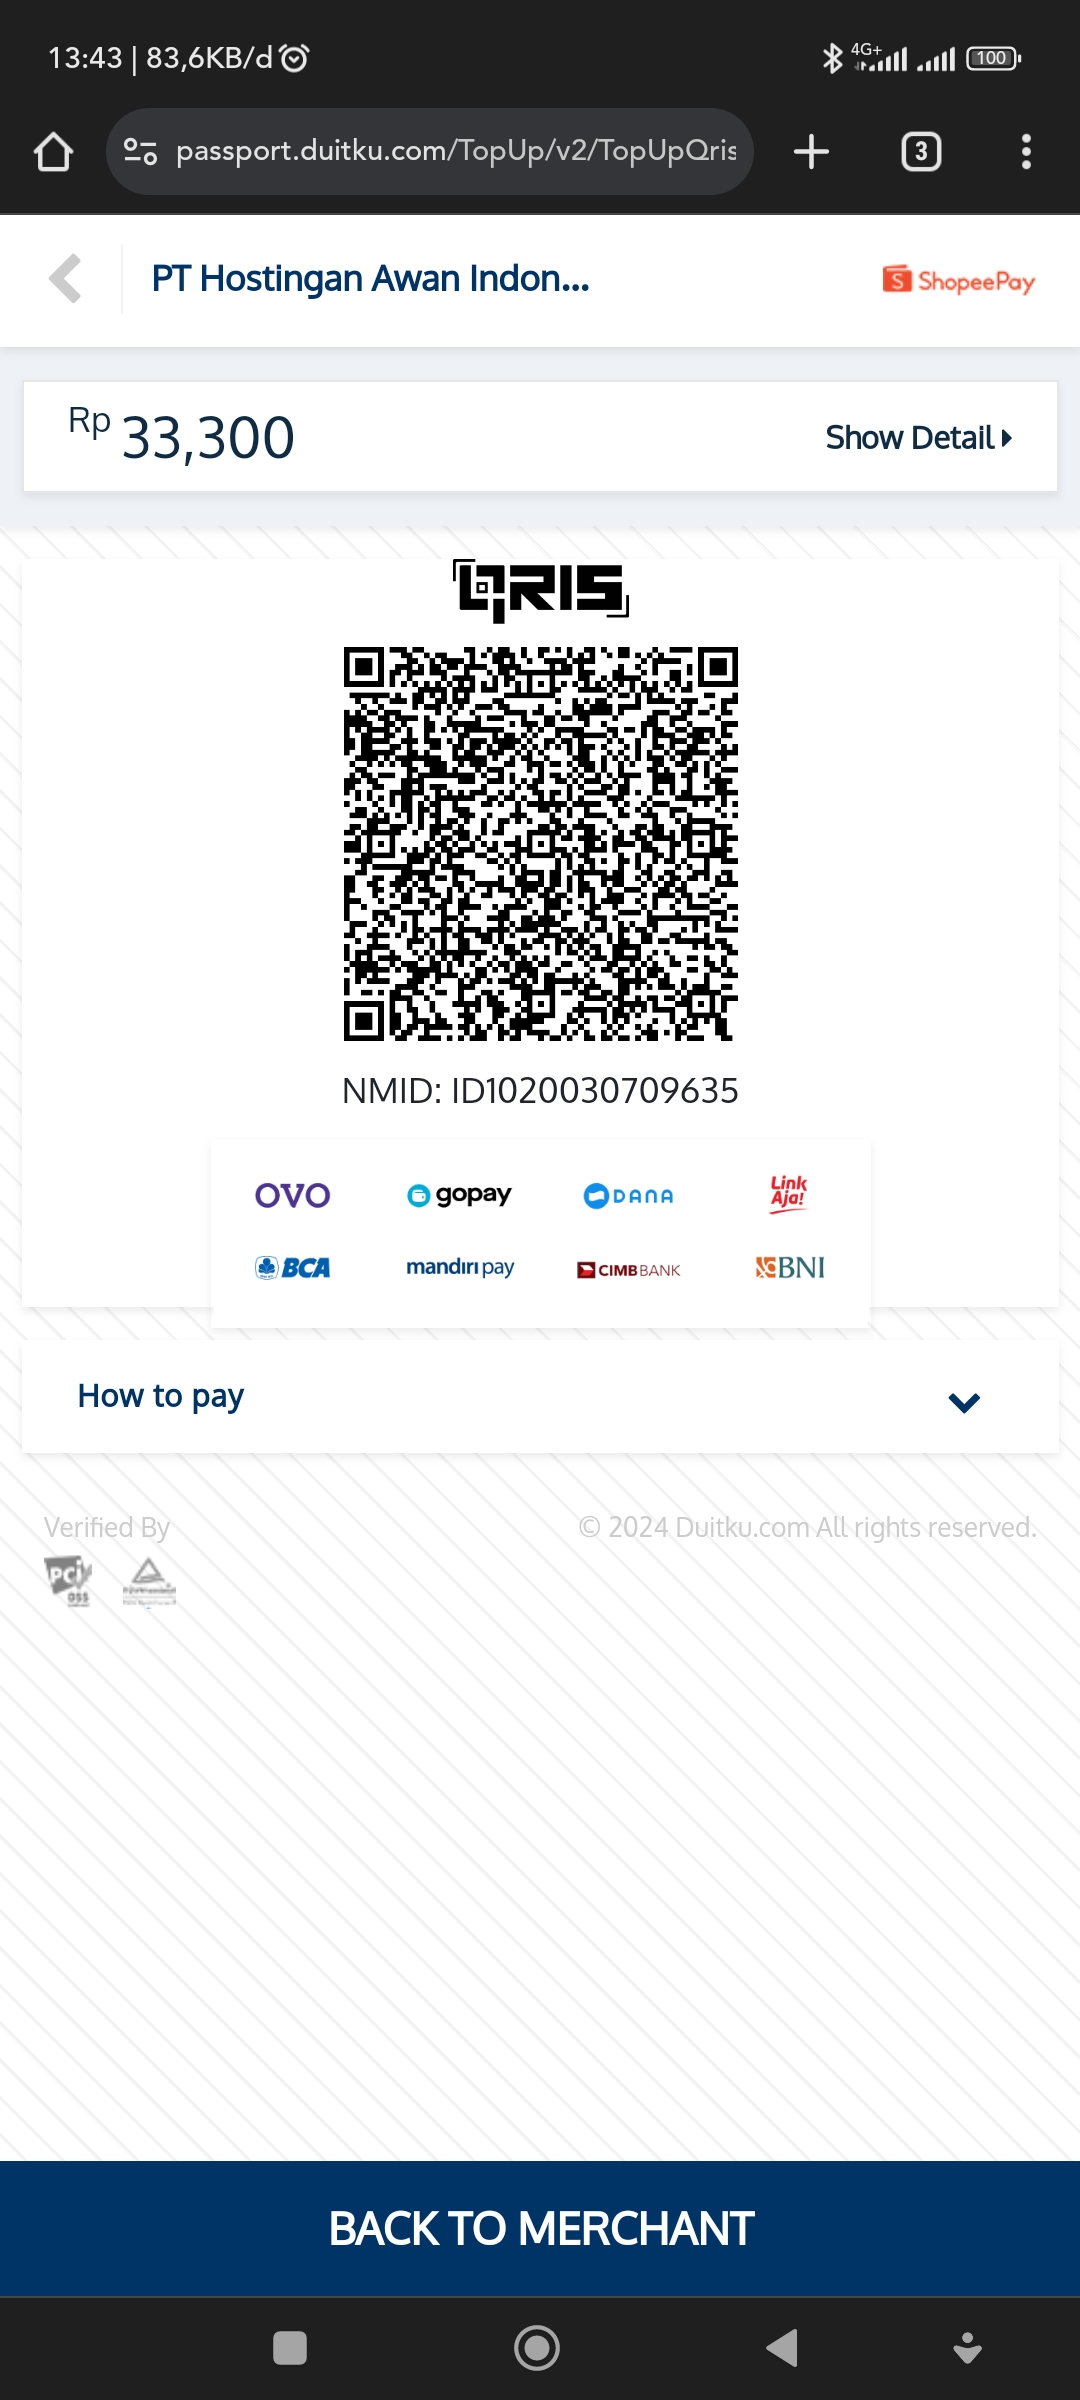 13:43 | 83,6KB/d
4G+
100
passport.duitku.com/TopUp/v2/TopUpQris
3
PT Hostingan Awan Indon...
S ShopeePay
Rp 33,300
Show Detail
QRIS
NMID: ID1020030709635
OVO gopay DANA Link Aja!
BCA mandiri pay CIMB BANK BNI
How to pay
Verified By
© 2024 Duitku.com All rights reserved.
PCI DSS
BACK TO MERCHANT